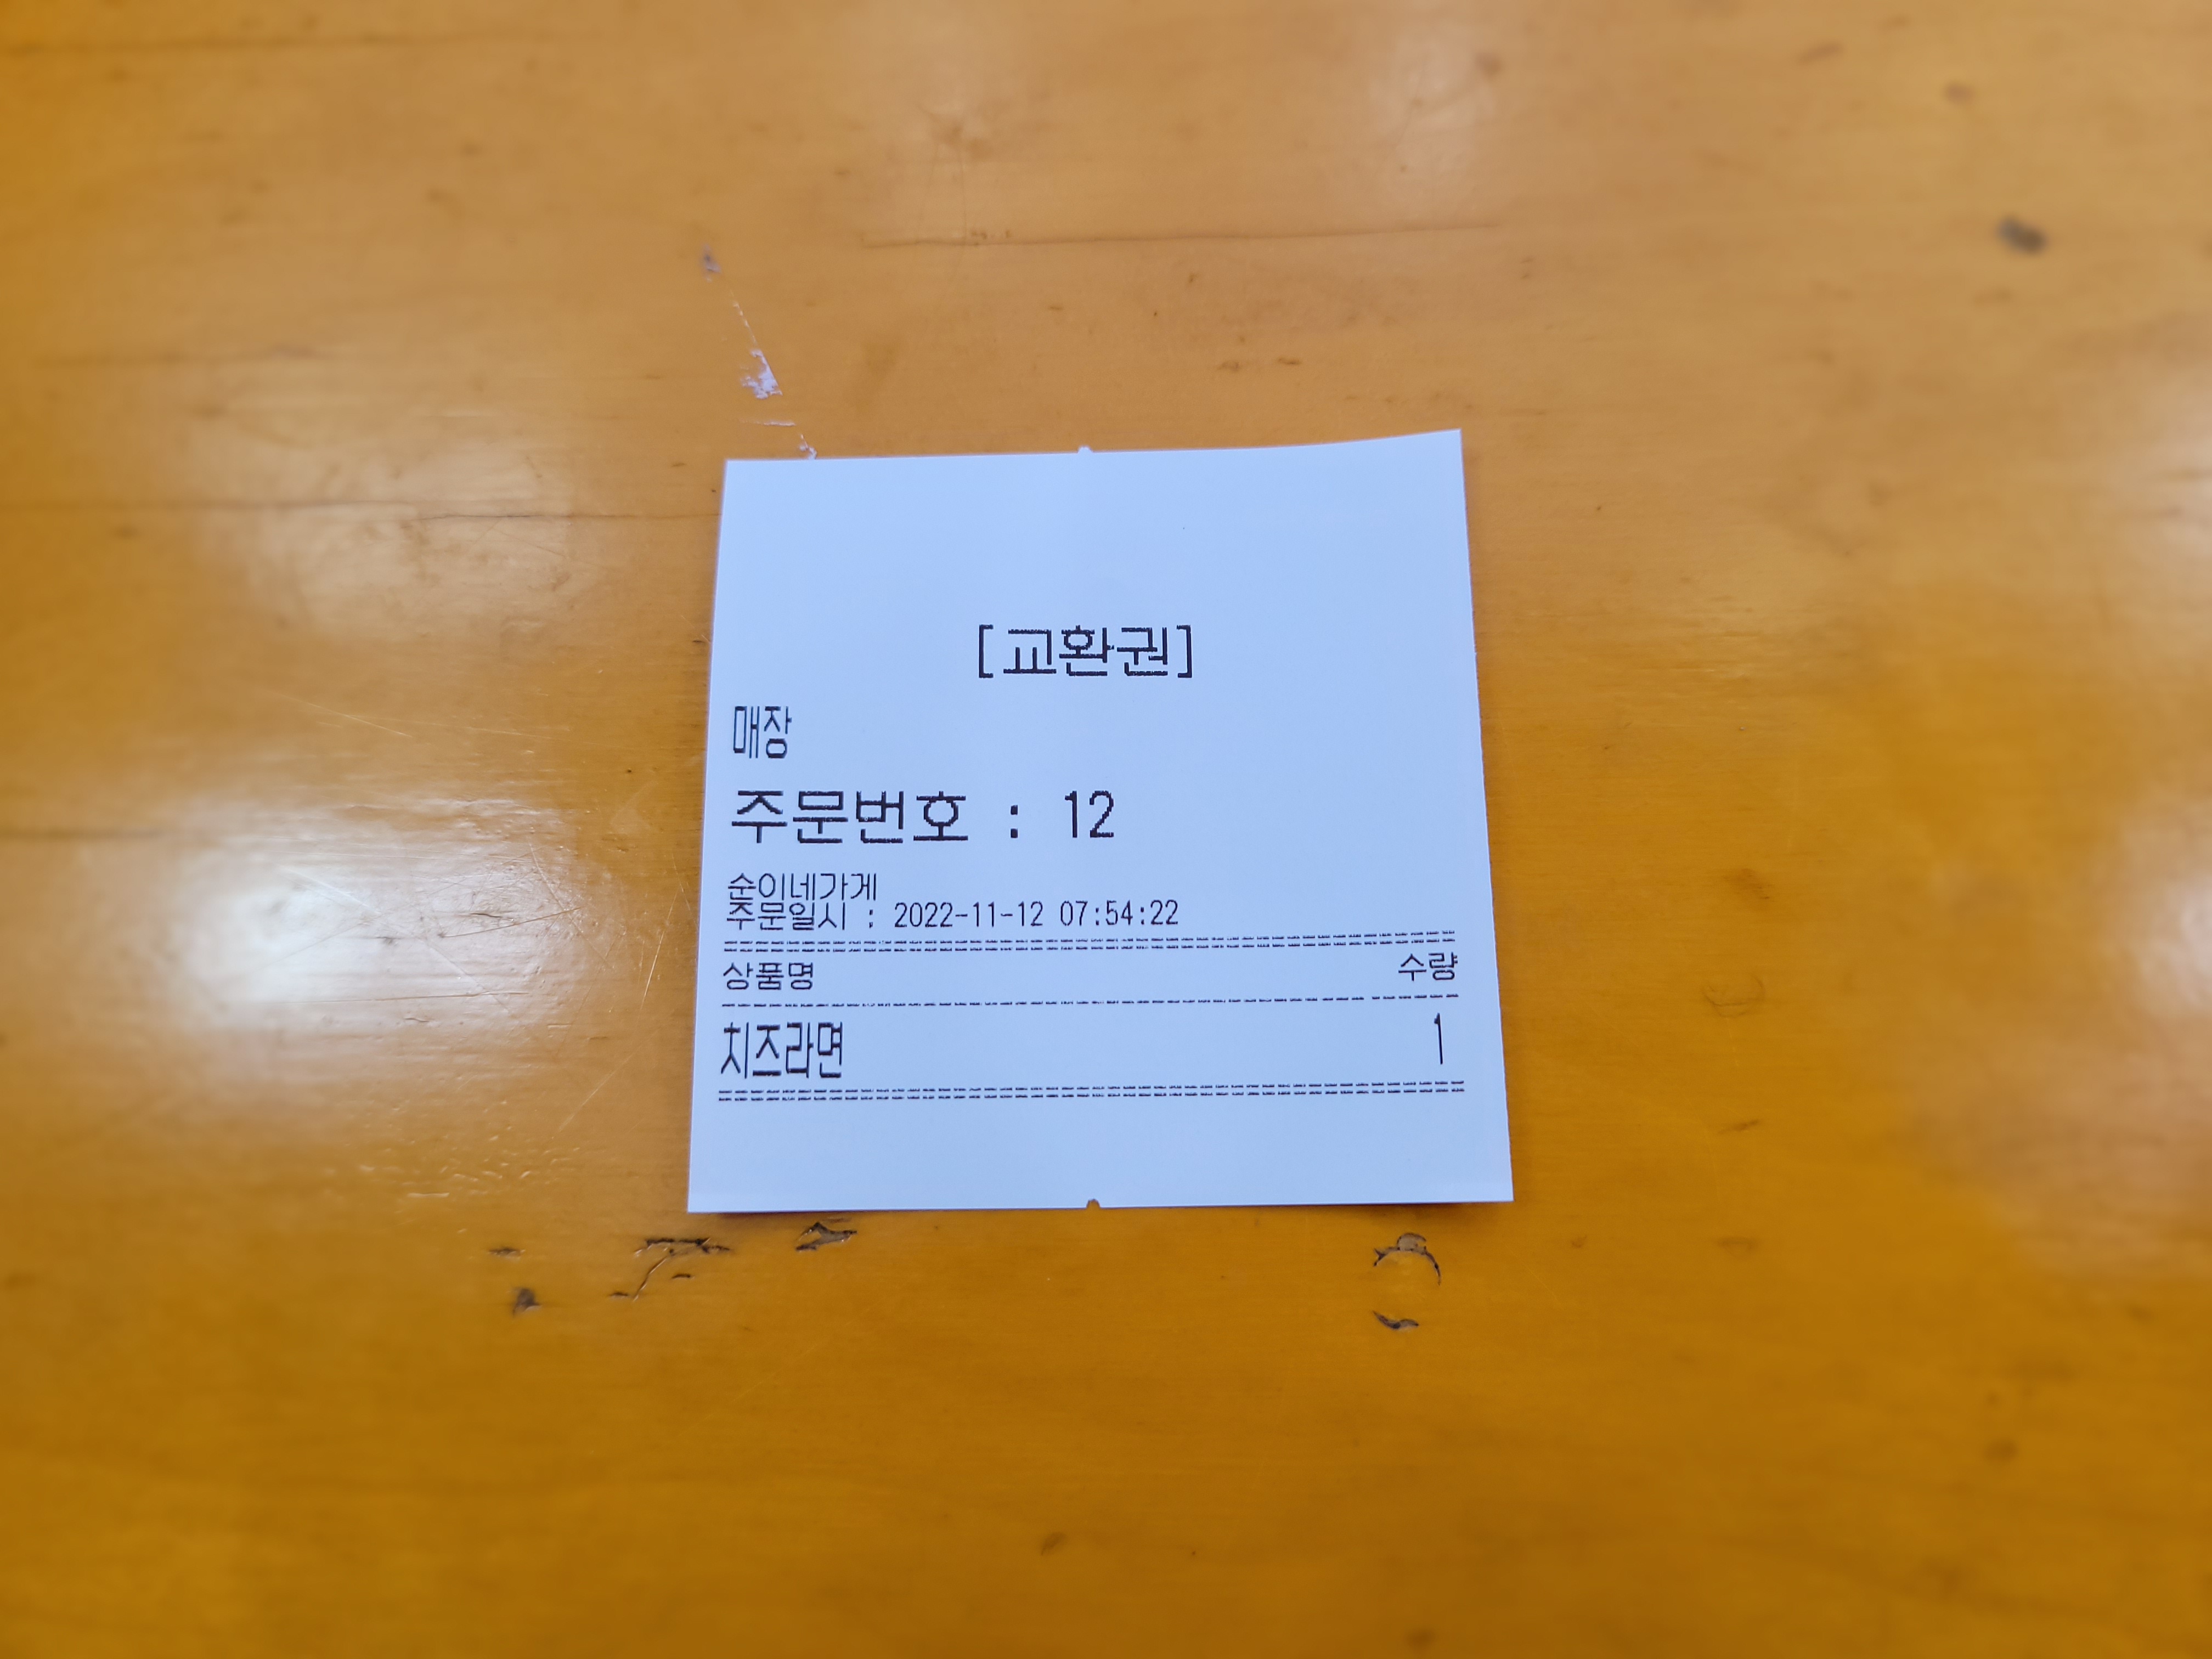 [교환권]
매장
주문번호 : 12
순이네가게
주문일시 : 2022-11-12 07:54:22
상품명 수량
치즈라면 1